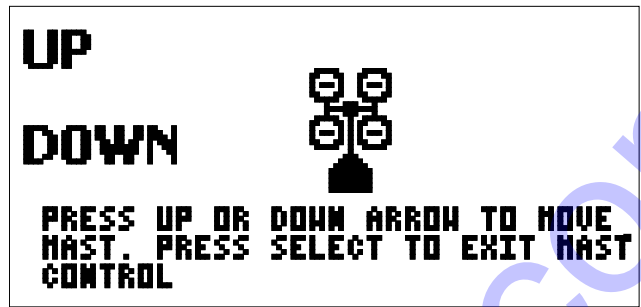 UP
DOWN
PRESS UP OR DOWN ARROW TO MOVE
MAST. PRESS SELECT TO EXIT MAST
CONTROL